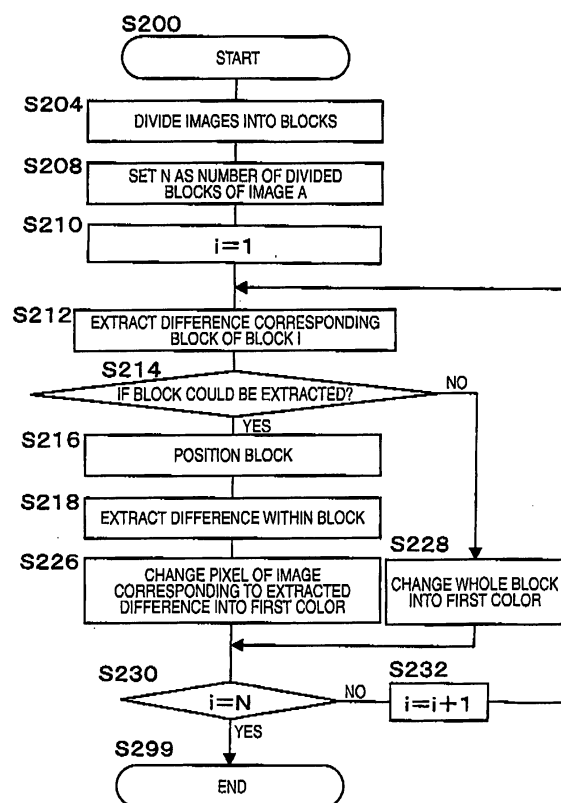 S200
START
S204
DIVIDE IMAGES INTO BLOCKS
S208
SET N AS NUMBER OF DIVIDED
BLOCKS OF IMAGE A
S210
i=1
S212
EXTRACT DIFFERENCE CORRESPONDING
BLOCK OF BLOCK I
S214
IF BLOCK COULD BE EXTRACTED?
NO
YES
S216
POSITION BLOCK
S218
EXTRACT DIFFERENCE WITHIN BLOCK
S226
CHANGE PIXEL OF IMAGE
CORRESPONDING TO EXTRACTED
DIFFERENCE INTO FIRST COLOR
S228
CHANGE WHOLE BLOCK
INTO FIRST COLOR
S230
i=N
NO
S232
i=i+1
YES
S299
END